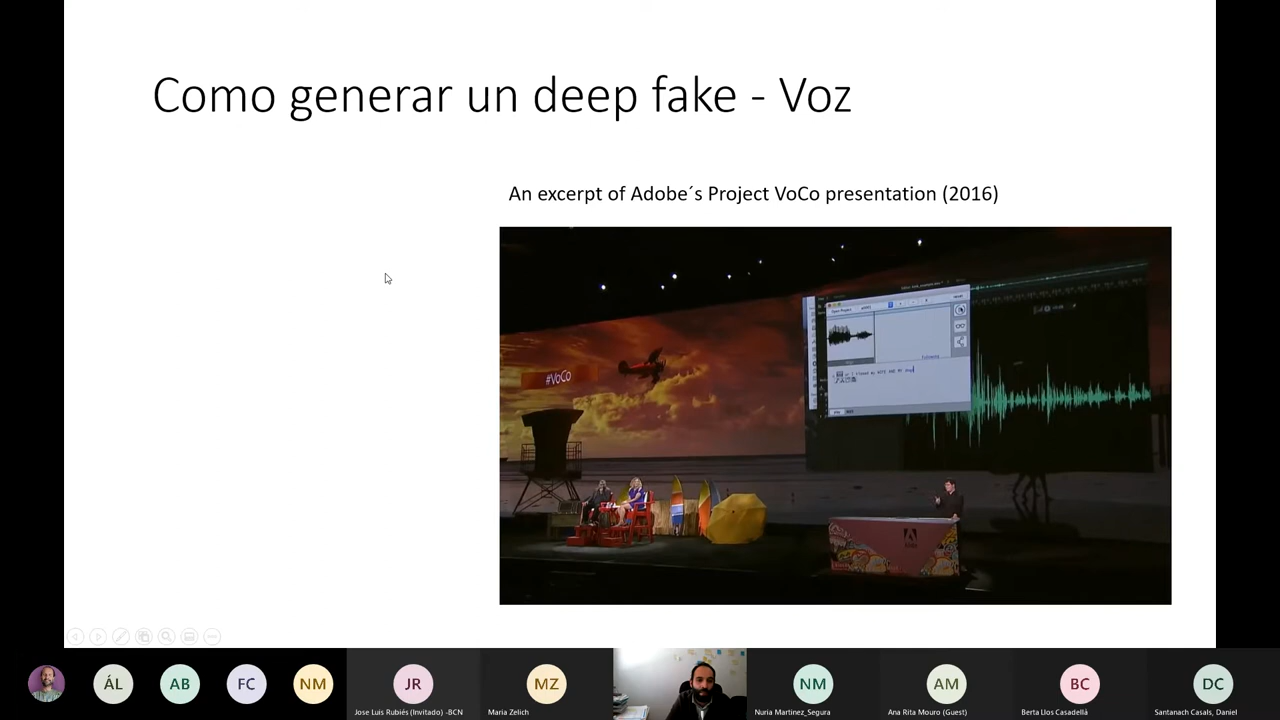 Como generar un deep fake - Voz
An excerpt of Adobe´s Project VoCo presentation (2016)
#VoCo
ÁL
AB
FC
NM
JR
Jose Luis Rubiés (Invitado) -BCN
MZ
Maria Zelich
NM
Nuria Martinez_Segura
AM
Ana Rita Mouro (Guest)
BC
Berta Llos Casadellà
DC
Santanach Casals, Daniel